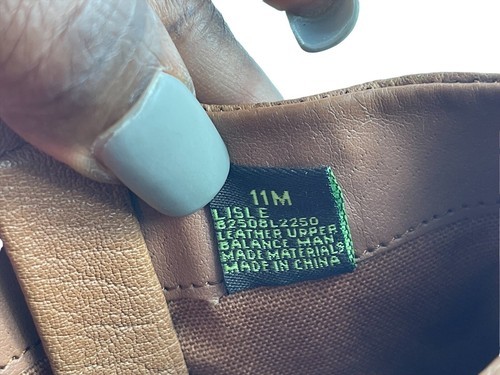 11M
LISLE
82508L2250
LEATHER UPPER
BALANCE MAN
MADE MATERIALS
MADE IN CHINA